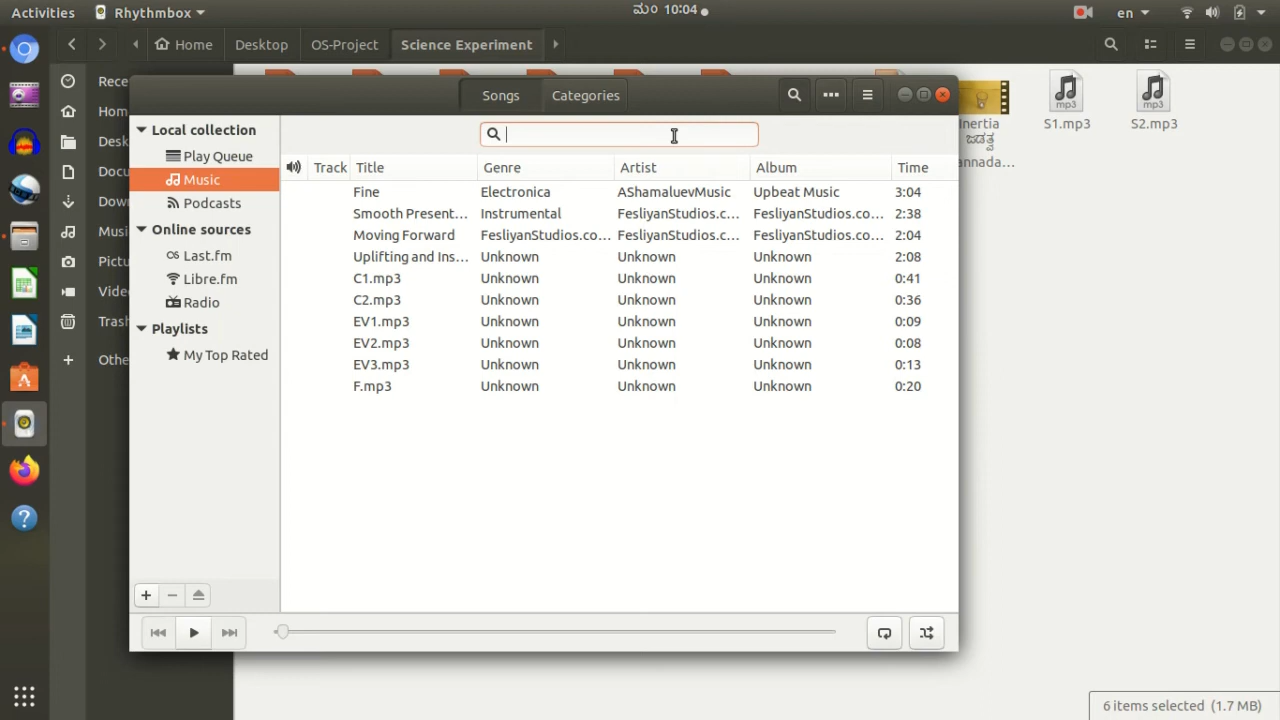 Activities Rhythmbox ಮಂ 10:04 en
Home Desktop OS-Project Science Experiment
Songs Categories
Rece
Home
Desk
Docu
Down
Musi
Pictu
Vide
Trash
Othe
Local collection
Play Queue
Music
Podcasts
Online sources
Last.fm
Libre.fm
Radio
Playlists
My Top Rated
Track Title Genre Artist Album Time
Fine Electronica AShamaluevMusic Upbeat Music 3:04
Smooth Present... Instrumental FesliyanStudios.c... FesliyanStudios.co... 2:38
Moving Forward FesliyanStudios.co... FesliyanStudios.c... FesliyanStudios.co... 2:04
Uplifting and Ins... Unknown Unknown Unknown 2:08
C1.mp3 Unknown Unknown Unknown 0:41
C2.mp3 Unknown Unknown Unknown 0:36
EV1.mp3 Unknown Unknown Unknown 0:09
EV2.mp3 Unknown Unknown Unknown 0:08
EV3.mp3 Unknown Unknown Unknown 0:13
F.mp3 Unknown Unknown Unknown 0:20
mp3
mp3
Inertia
ಜಡತ್ವ
annada...
S1.mp3
S2.mp3
6 items selected (1.7 MB)